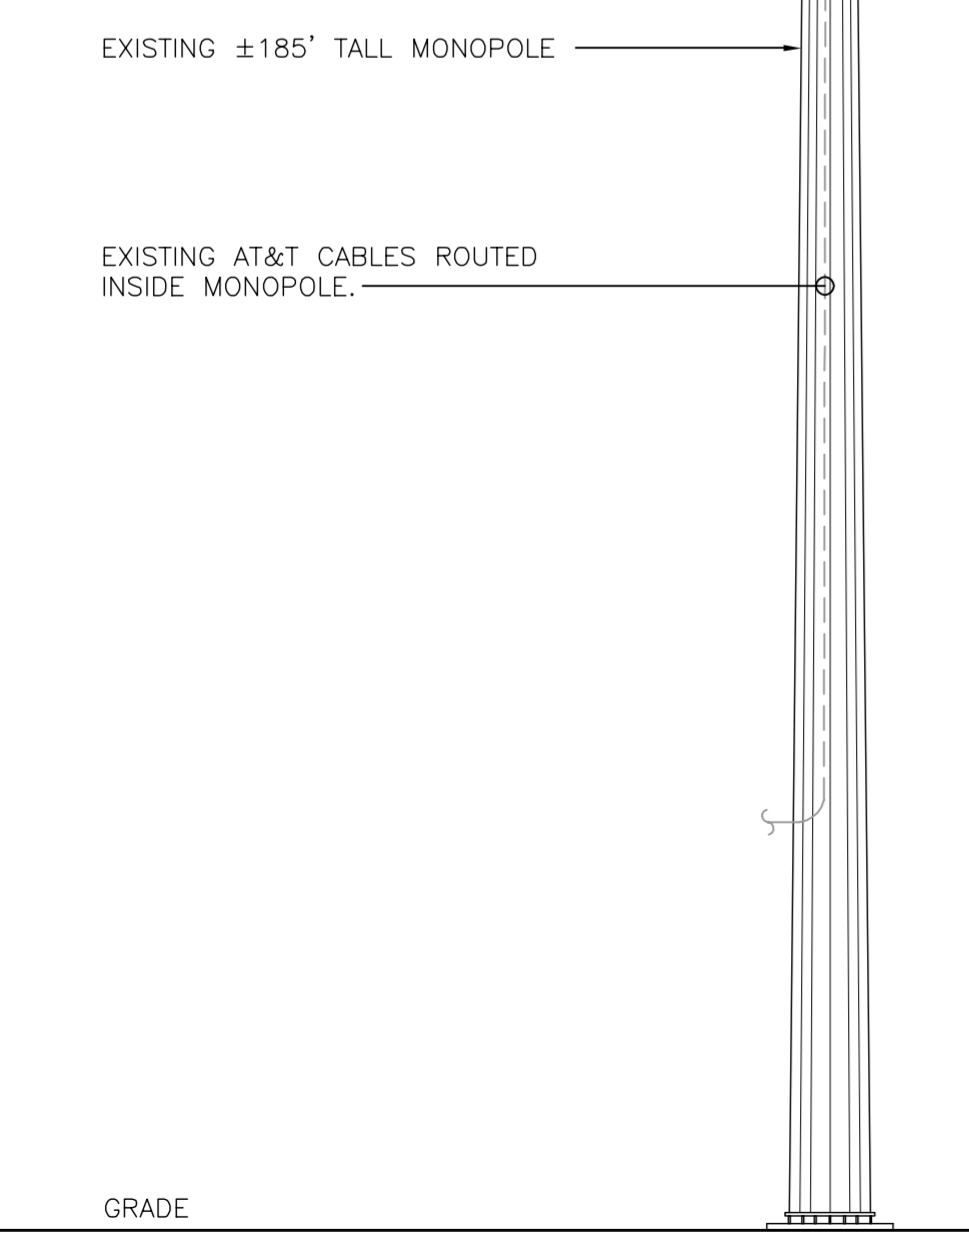 EXISTING ±185' TALL MONOPOLE
EXISTING AT&T CABLES ROUTED
INSIDE MONOPOLE.
GRADE